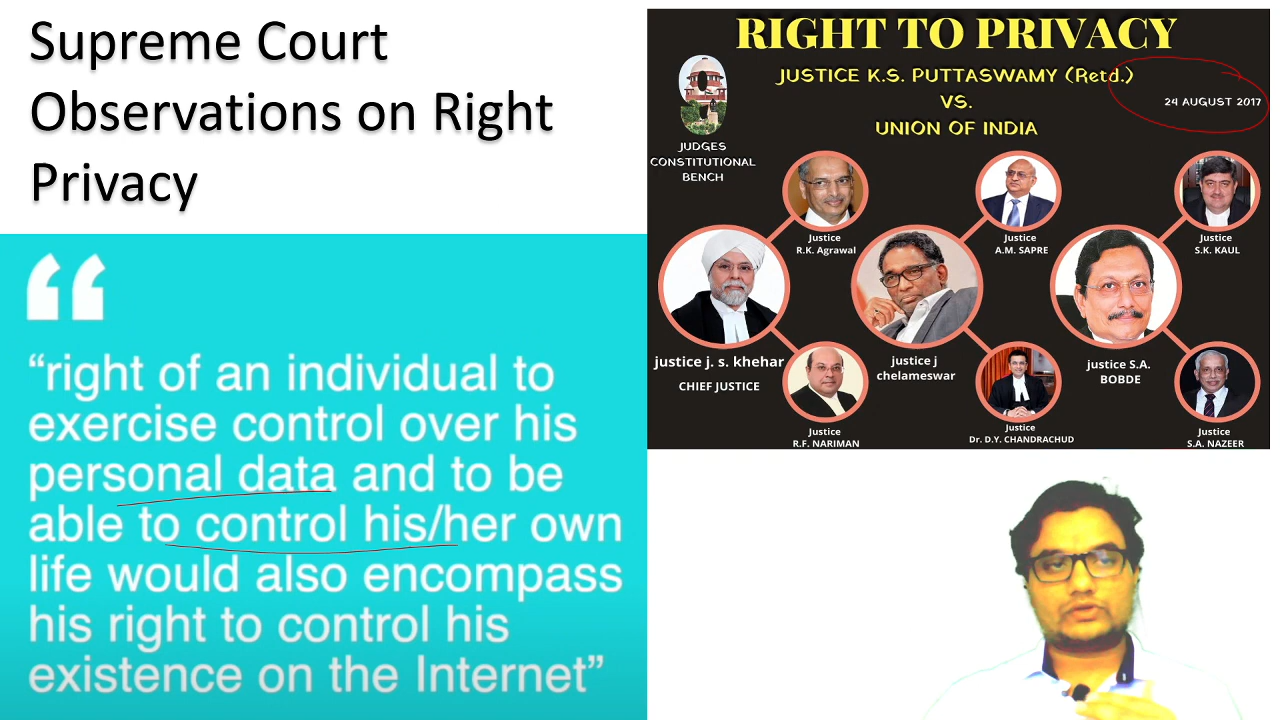 Supreme Court
Observations on Right
Privacy
“right of an individual to
exercise control over his
personal data and to be
able to control his/her own
life would also encompass
his right to control his
existence on the Internet”
RIGHT TO PRIVACY
JUSTICE K.S. PUTTASWAMY (Retd.)
VS.
UNION OF INDIA
24 AUGUST 2017
JUDGES
CONSTITUTIONAL
BENCH
Justice
R.K. Agrawal
Justice
A.M. SAPRE
Justice
S.K. KAUL
justice j. s. khehar
CHIEF JUSTICE
justice j
chelameswar
justice S.A.
BOBDE
Justice
R.F. NARIMAN
Justice
Dr. D.Y. CHANDRACHUD
Justice
S.A. NAZEER